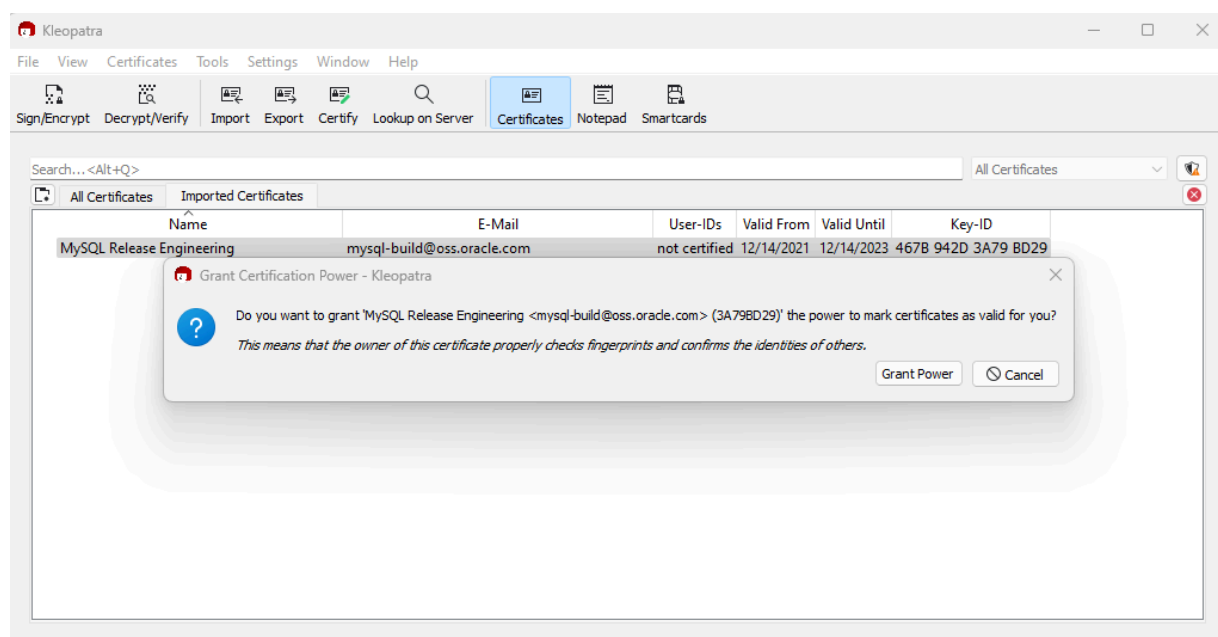 Kleopatra
File View Certificates Tools Settings Window Help
Sign/Encrypt Decrypt/Verify Import Export Certify Lookup on Server Certificates Notepad Smartcards
Search...<Alt+Q> All Certificates
All Certificates Imported Certificates
Name E-Mail User-IDs Valid From Valid Until Key-ID
MySQL Release Engineering mysql-build@oss.oracle.com not certified 12/14/2021 12/14/2023 467B 942D 3A79 BD29
Grant Certification Power - Kleopatra
Do you want to grant 'MySQL Release Engineering <mysql-build@oss.oracle.com> (3A79BD29)' the power to mark certificates as valid for you?
This means that the owner of this certificate properly checks fingerprints and confirms the identities of others.
Grant Power Cancel